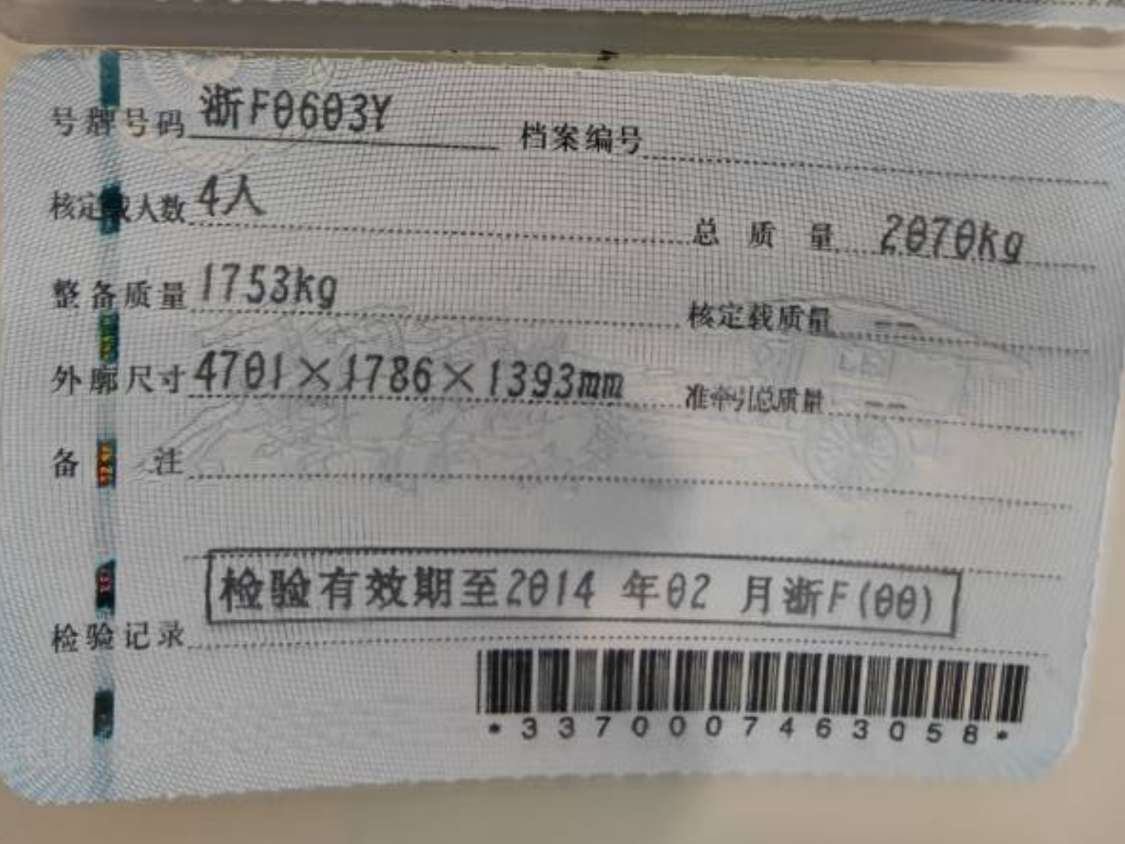 号牌号码 浙F0603Y 档案编号
核定载人数 4人 总质量 2070kg
整备质量 1753kg 核定载质量 --
外廓尺寸 4701×1786×1393mm 准牵引总质量 --
备注
检验有效期至2014 年02 月浙F(00)
检验记录
*3370007463058*